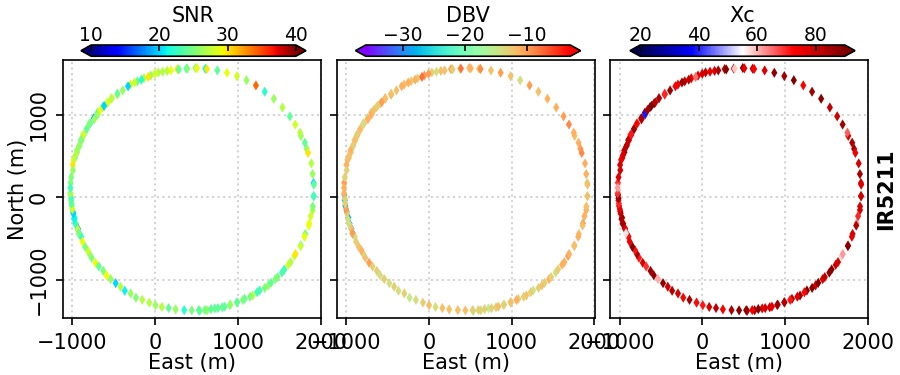 SNR DBV Xc
10 20 30 40 −30 −20 −10 20 40 60 80
1000
0
−1000
North (m)
IR5211
−1000 0 1000 2000 −1000 0 1000 2000 −1000 0 1000 2000
East (m) East (m) East (m)